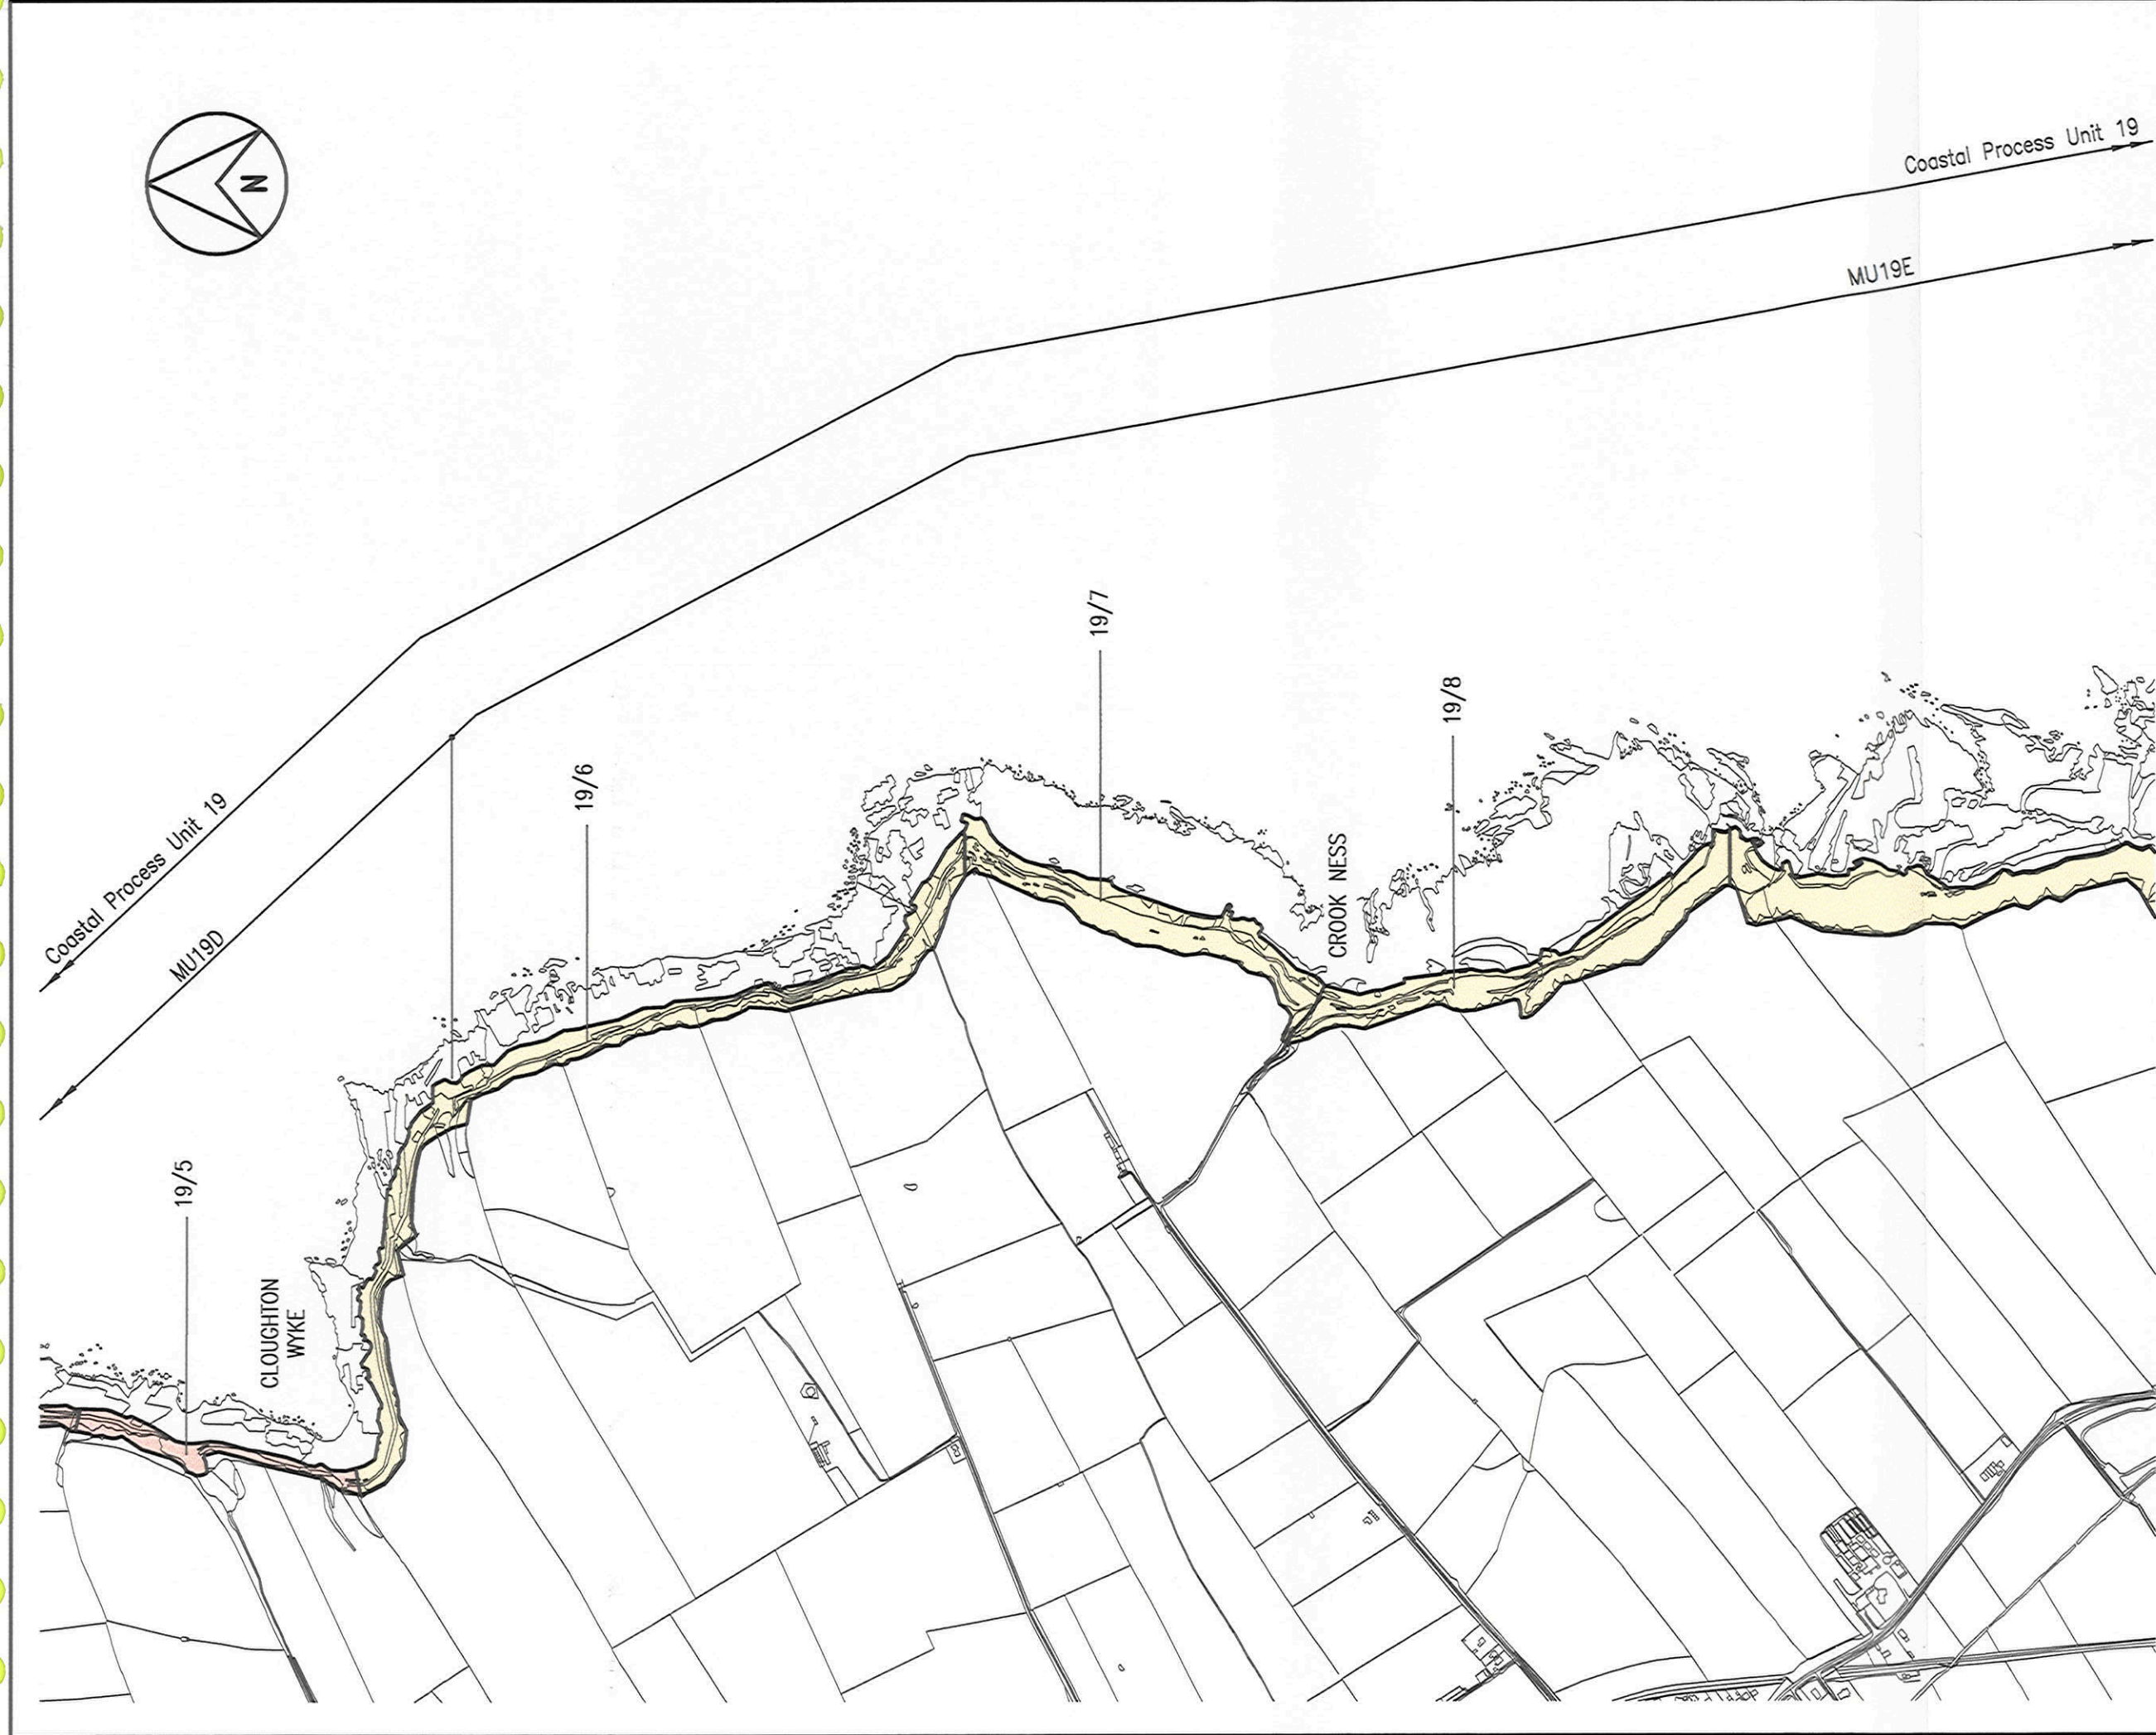 N
Coastal Process Unit 19
MU19E
19/7
19/8
19/6
Coastal Process Unit 19
MU19D
CROOK NESS
19/5
CLOUGHTON
WYKE